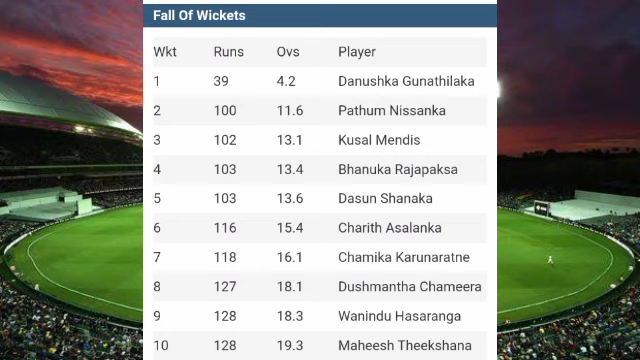 Fall Of Wickets
Wkt Runs Ovs Player
1 39 4.2 Danushka Gunathilaka
2 100 11.6 Pathum Nissanka
3 102 13.1 Kusal Mendis
4 103 13.4 Bhanuka Rajapaksa
5 103 13.6 Dasun Shanaka
6 116 15.4 Charith Asalanka
7 118 16.1 Chamika Karunaratne
8 127 18.1 Dushmantha Chameera
9 128 18.3 Wanindu Hasaranga
10 128 19.3 Maheesh Theekshana